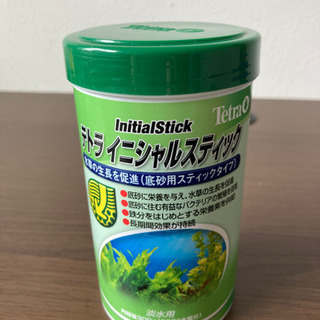 Tetra
InitialStick
テトラ イニシャルスティック
水草の生長を促進（底砂用スティックタイプ）
●底砂に栄養を与え、水草の生長を促進
●底砂に住む有益なバクテリアの繁殖を促進
●鉄分をはじめとする栄養素を供給
●長期間効果が持続
淡水用